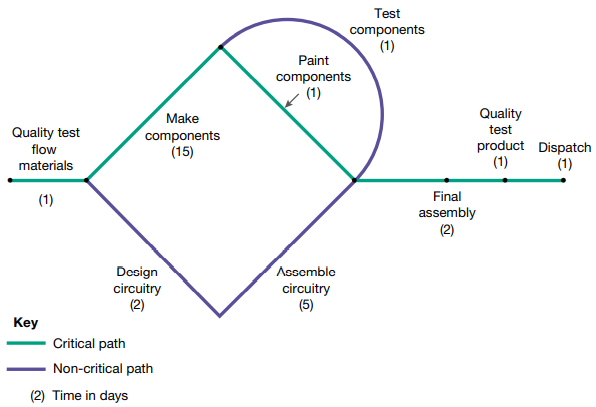 Test
components
(1)
Paint
components
(1)
Make
components
(15)
Quality test
flow
materials
(1)
Quality
test
product
(1)
Dispatch
(1)
Final
assembly
(2)
Design
circuitry
(2)
Assemble
circuitry
(5)
Key
Critical path
Non-critical path
(2) Time in days